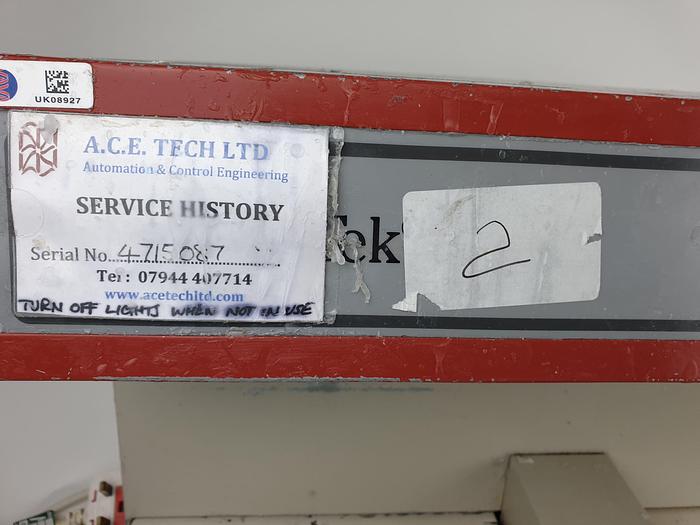 UK08927
A.C.E. TECH LTD
Automation & Control Engineering
SERVICE HISTORY
Serial No. 4715087
Tel: 07944 407714
www.acetechltd.com
TURN OFF LIGHTS WHEN NOT IN USE
Tek
2